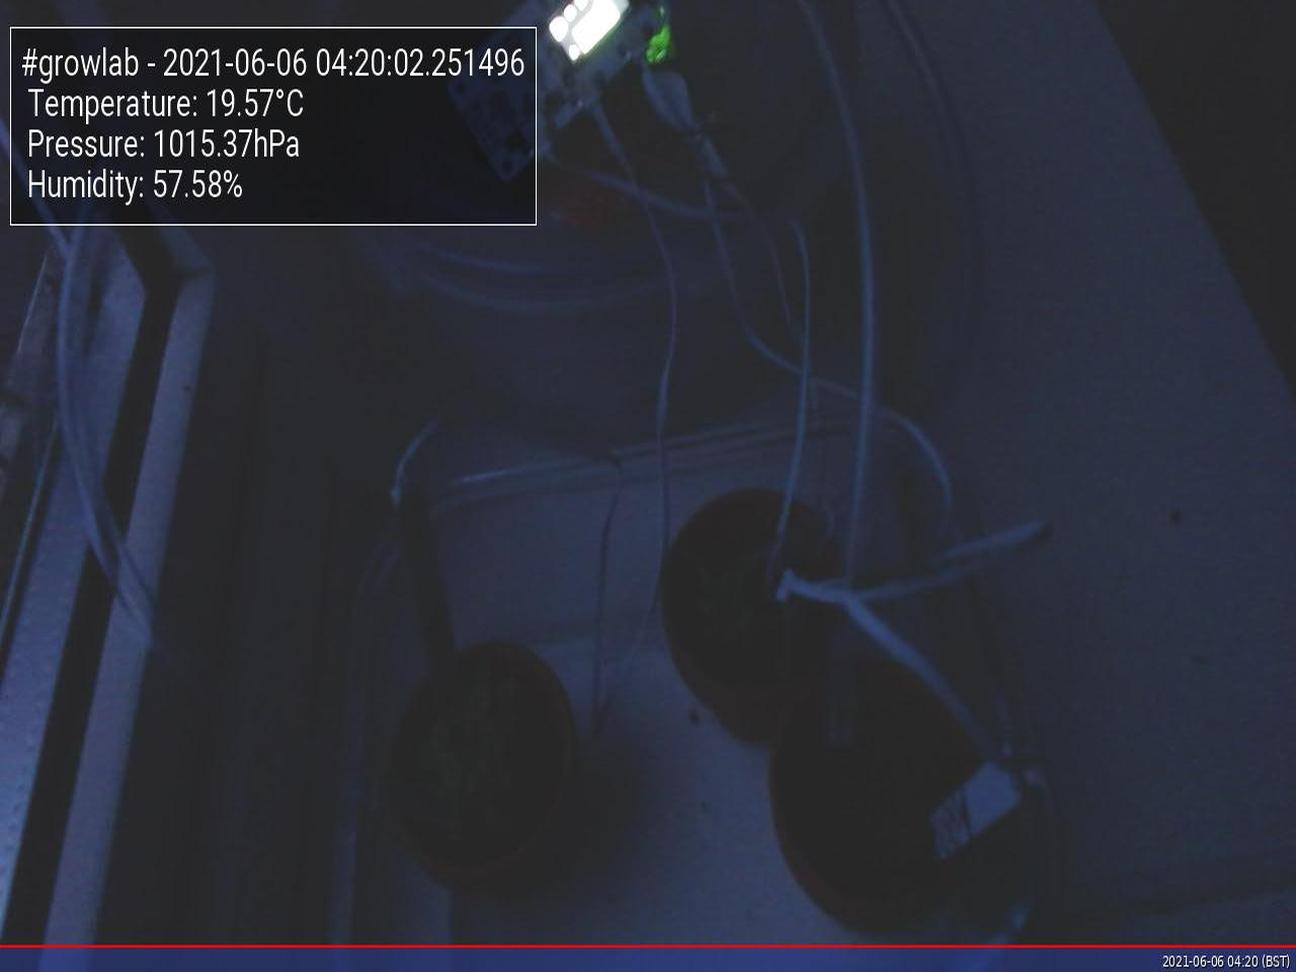 #growlab - 2021-06-06 04:20:02.251496
Temperature: 19.57°C
Pressure: 1015.37hPa
Humidity: 57.58%
2021-06-06 04:20 (BST)